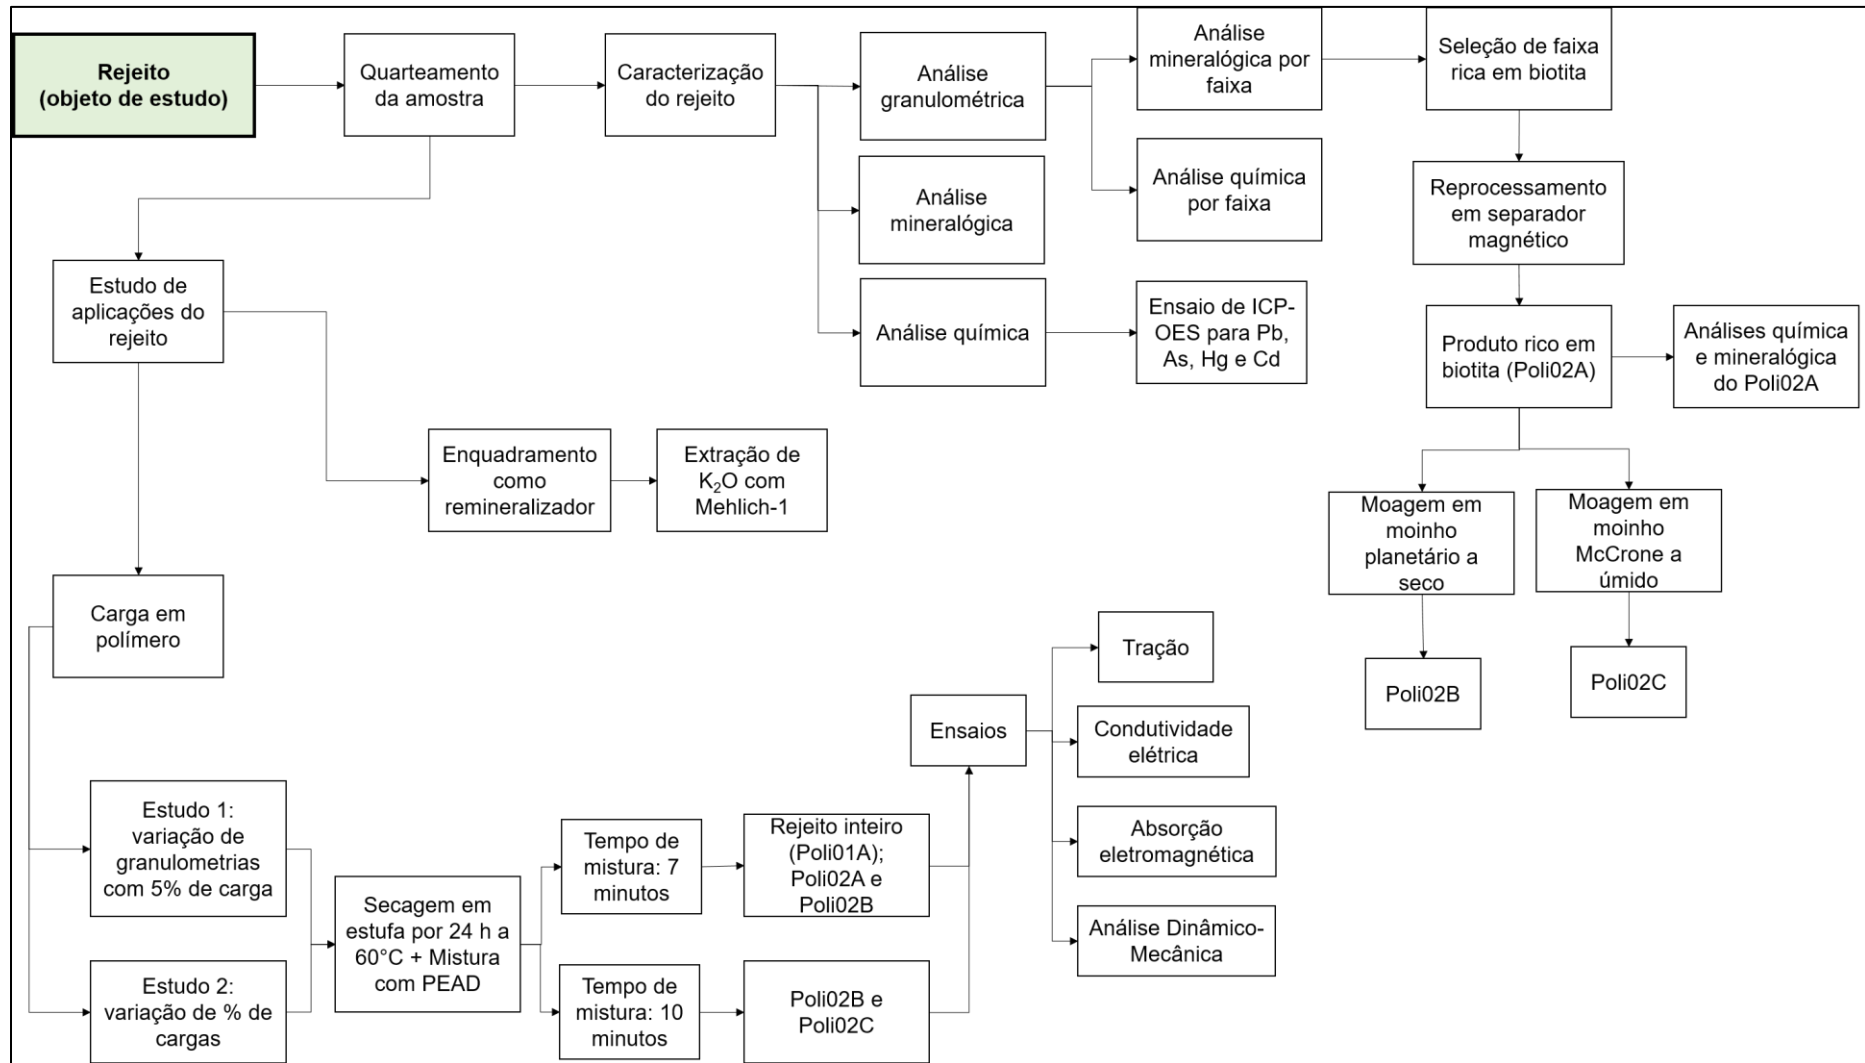 Rejeito
(objeto de estudo)
Quarteamento
da amostra
Caracterização
do rejeito
Análise
granulométrica
Análise
mineralógica por
faixa
Seleção de faixa
rica em biotita
Análise
mineralógica
Análise química
por faixa
Reprocessamento
em separador
magnético
Estudo de
aplicações do
rejeito
Análise química
Ensaio de ICP-
OES para Pb,
As, Hg e Cd
Produto rico em
biotita (Poli02A)
Análises química
e mineralógica
do Poli02A
Enquadramento
como
remineralizador
Extração de
K₂O com
Mehlich-1
Moagem em
moinho
planetário a
seco
Moagem em
moinho
McCrone a
úmido
Carga em
polímero
Poli02B
Poli02C
Tração
Ensaios
Condutividade
elétrica
Absorção
eletromagnética
Análise Dinâmico-
Mecânica
Estudo 1:
variação de
granulometrias
com 5% de carga
Estudo 2:
variação de % de
cargas
Secagem em
estufa por 24 h a
60°C + Mistura
com PEAD
Tempo de
mistura: 7
minutos
Rejeito inteiro
(Poli01A);
Poli02A e
Poli02B
Tempo de
mistura: 10
minutos
Poli02B e
Poli02C